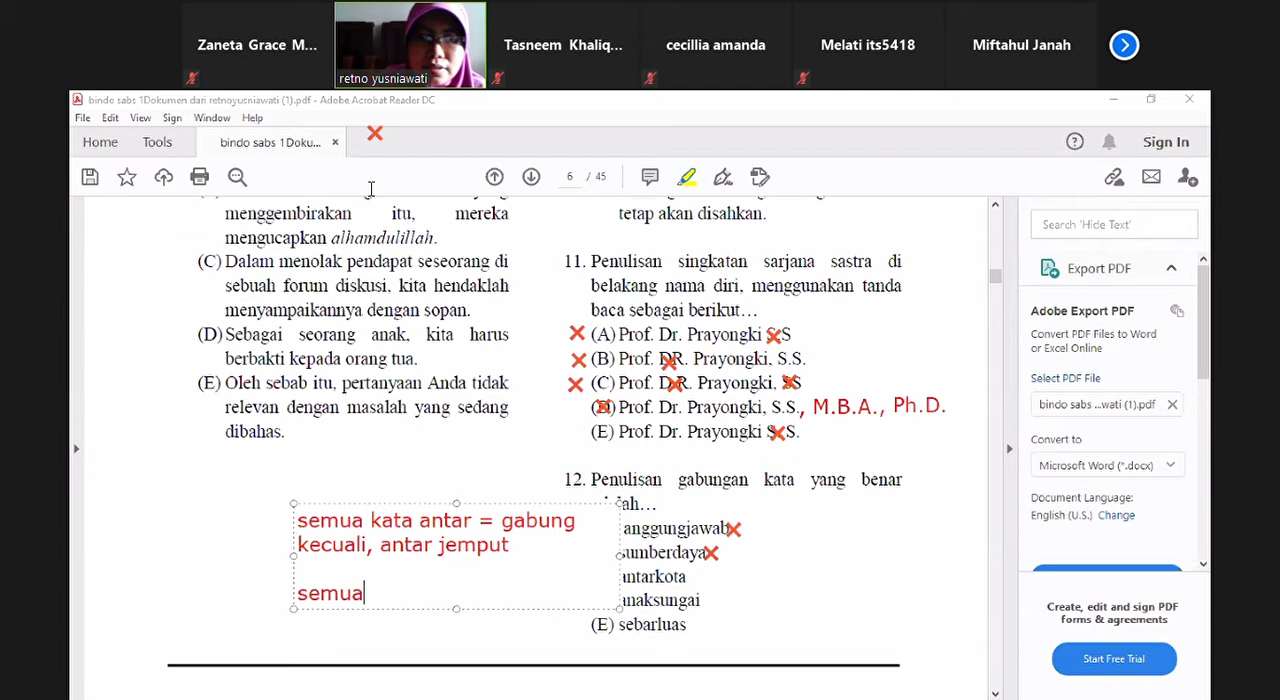 Zaneta Grace M...
Tasneem Khaliq...
cecillia amanda
Melati its5418
Miftahul Janah
retno yusniawati
bindo sabs 1Dokumen dari retnoyusniawati (1).pdf - Adobe Acrobat Reader DC
File Edit View Sign Window Help
Home Tools bindo sabs 1Doku... ×
Sign In
6 / 45
menggembirakan itu, mereka
mengucapkan alhamdulillah.
(C) Dalam menolak pendapat seseorang di
sebuah forum diskusi, kita hendaklah
menyampaikannya dengan sopan.
(D) Sebagai seorang anak, kita harus
berbakti kepada orang tua.
(E) Oleh sebab itu, pertanyaan Anda tidak
relevan dengan masalah yang sedang
dibahas.
semua kata antar = gabung
kecuali, antar jemput
semua
tetap akan disahkan.
11. Penulisan singkatan sarjana sastra di
belakang nama diri, menggunakan tanda
baca sebagai berikut…
(A) Prof. Dr. Prayongki S.S
(B) Prof. DR. Prayongki, S.S.
(C) Prof. D.R. Prayongki, SS
Prof. Dr. Prayongki, S.S., M.B.A., Ph.D.
(E) Prof. Dr. Prayongki S.S.
12. Penulisan gabungan kata yang benar
lah…
anggungjawab
sumberdaya
antarkota
anaksungai
(E) sebarluas
Search 'Hide Text'
Export PDF
Adobe Export PDF
Convert PDF Files to Word
or Excel Online
Select PDF File
bindo sabs ...wati (1).pdf
Convert to
Microsoft Word (*.docx)
Document Language:
English (U.S.) Change
Create, edit and sign PDF
forms & agreements
Start Free Trial